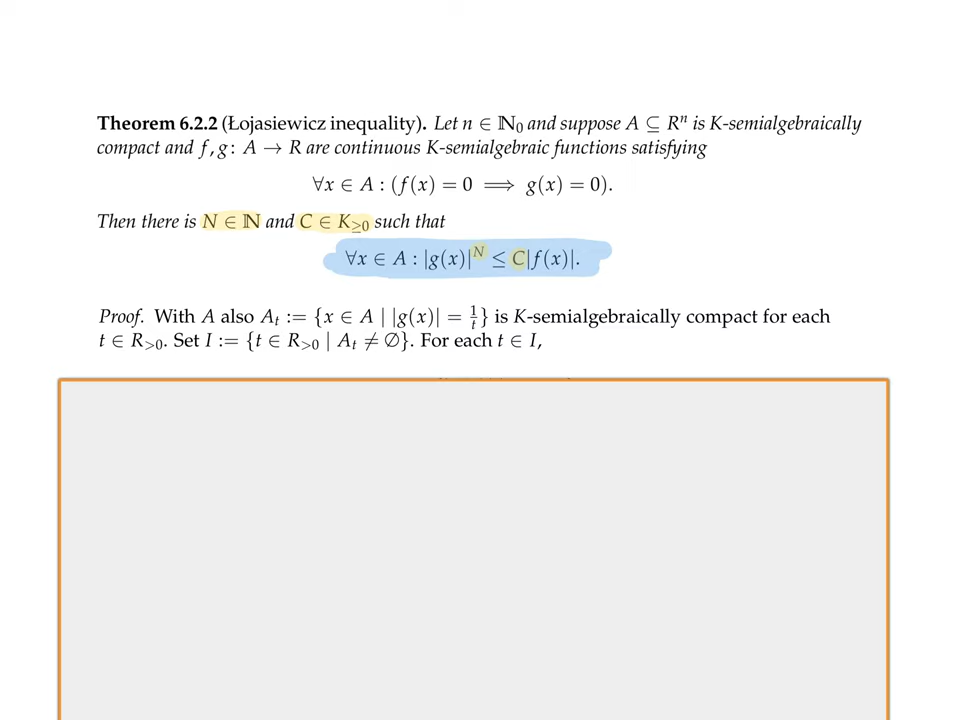 Theorem 6.2.2 (Łojasiewicz inequality). Let n ∈ ℕ₀ and suppose A ⊆ Rⁿ is K-semialgebraically
compact and f, g : A → R are continuous K-semialgebraic functions satisfying
∀x ∈ A : (f(x) = 0 ⟹ g(x) = 0).
Then there is N ∈ ℕ and C ∈ K≥0 such that
∀x ∈ A : |g(x)|^N ≤ C|f(x)|.
Proof. With A also A_t := {x ∈ A | |g(x)| = 1/t} is K-semialgebraically compact for each
t ∈ R>0. Set I := {t ∈ R>0 | A_t ≠ ∅}. For each t ∈ I,